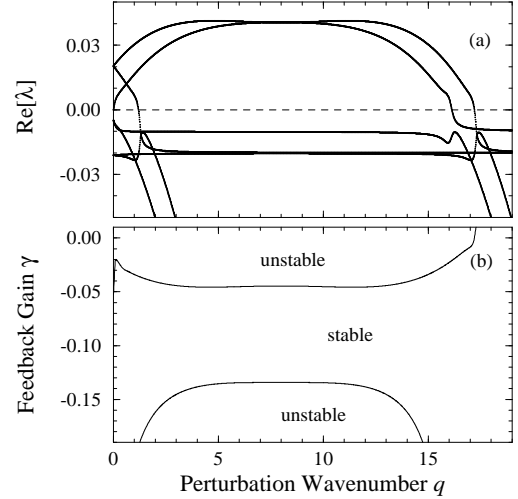 0.03
(a)
Re[λ]
0.00
-0.03
0.00
unstable
(b)
Feedback Gain γ
-0.05
stable
-0.10
-0.15
unstable
0 5 10 15
Perturbation Wavenumber q